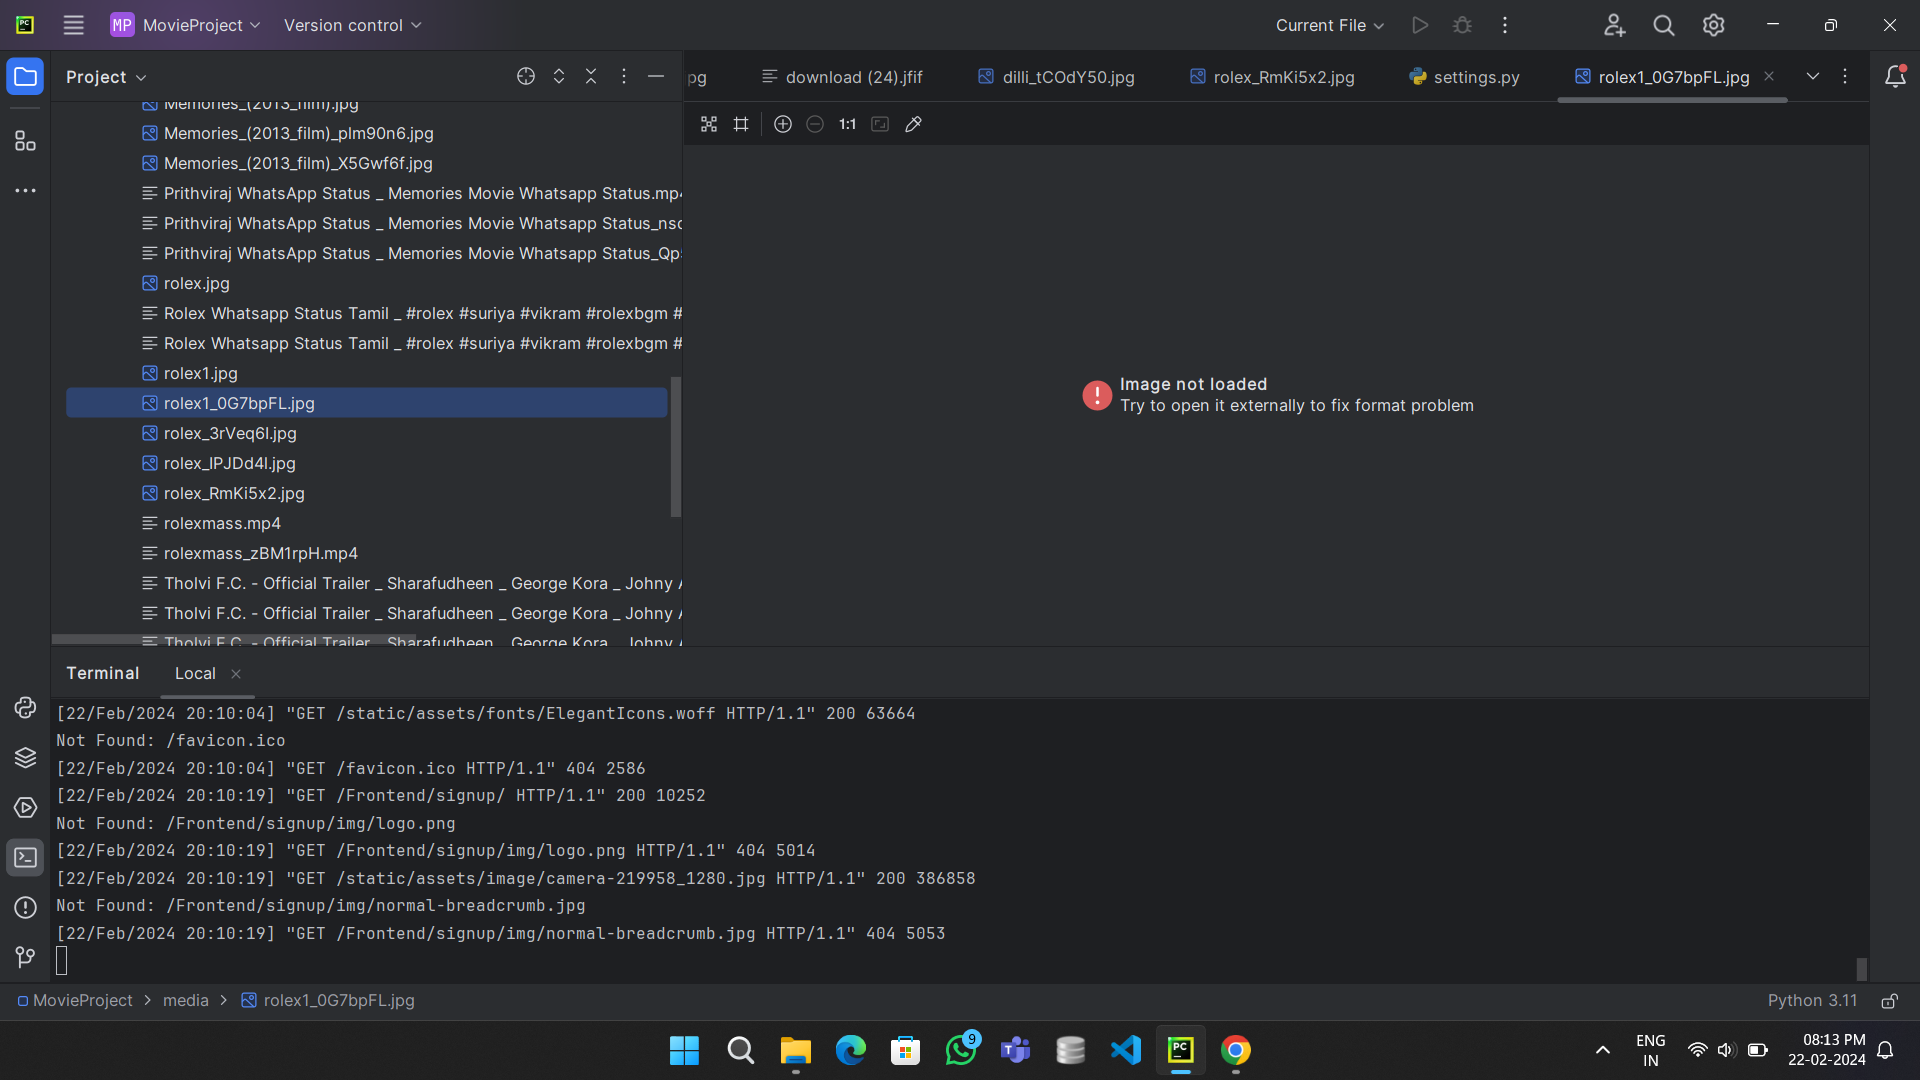 MP MovieProject Version control Current File
Project
pg download (24).jfif dilli_tCOdY50.jpg rolex_RmKi5x2.jpg settings.py rolex1_0G7bpFL.jpg
1:1
Memories_(2013_film).jpg
Memories_(2013_film)_plm90n6.jpg
Memories_(2013_film)_X5Gwf6f.jpg
Prithviraj WhatsApp Status _ Memories Movie Whatsapp Status.mp4
Prithviraj WhatsApp Status _ Memories Movie Whatsapp Status_nsc
Prithviraj WhatsApp Status _ Memories Movie Whatsapp Status_Qp
rolex.jpg
Rolex Whatsapp Status Tamil _ #rolex #suriya #vikram #rolexbgm #
Rolex Whatsapp Status Tamil _ #rolex #suriya #vikram #rolexbgm #
rolex1.jpg
rolex1_0G7bpFL.jpg
rolex_3rVeq6I.jpg
rolex_IPJDd4I.jpg
rolex_RmKi5x2.jpg
rolexmass.mp4
rolexmass_zBM1rpH.mp4
Tholvi F.C. - Official Trailer _ Sharafudheen _ George Kora _ Johny
Tholvi F.C. - Official Trailer _ Sharafudheen _ George Kora _ Johny
Tholvi F.C. - Official Trailer _ Sharafudheen _ George Kora _ Johny
Image not loaded
Try to open it externally to fix format problem
Terminal Local
[22/Feb/2024 20:10:04] "GET /static/assets/fonts/ElegantIcons.woff HTTP/1.1" 200 63664
Not Found: /favicon.ico
[22/Feb/2024 20:10:04] "GET /favicon.ico HTTP/1.1" 404 2586
[22/Feb/2024 20:10:19] "GET /Frontend/signup/ HTTP/1.1" 200 10252
Not Found: /Frontend/signup/img/logo.png
[22/Feb/2024 20:10:19] "GET /Frontend/signup/img/logo.png HTTP/1.1" 404 5014
[22/Feb/2024 20:10:19] "GET /static/assets/image/camera-219958_1280.jpg HTTP/1.1" 200 386858
Not Found: /Frontend/signup/img/normal-breadcrumb.jpg
[22/Feb/2024 20:10:19] "GET /Frontend/signup/img/normal-breadcrumb.jpg HTTP/1.1" 404 5053
MovieProject > media > rolex1_0G7bpFL.jpg Python 3.11
9
ENG
IN
08:13 PM
22-02-2024